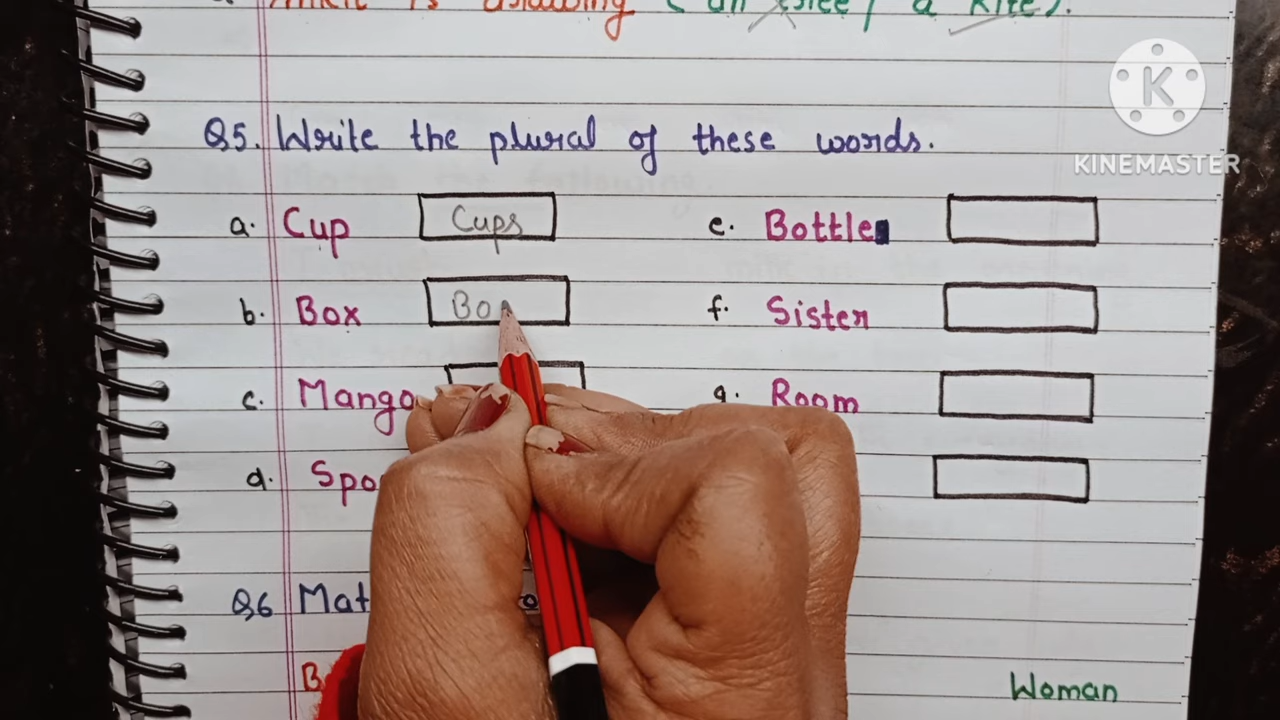 a kite).
Q5. Write the plural of these words.
a. Cup Cups e. Bottle
b. Box Bo f. Sister
c. Mango g. Room
d. Spo
Q6 Mat
Woman
KINEMASTER